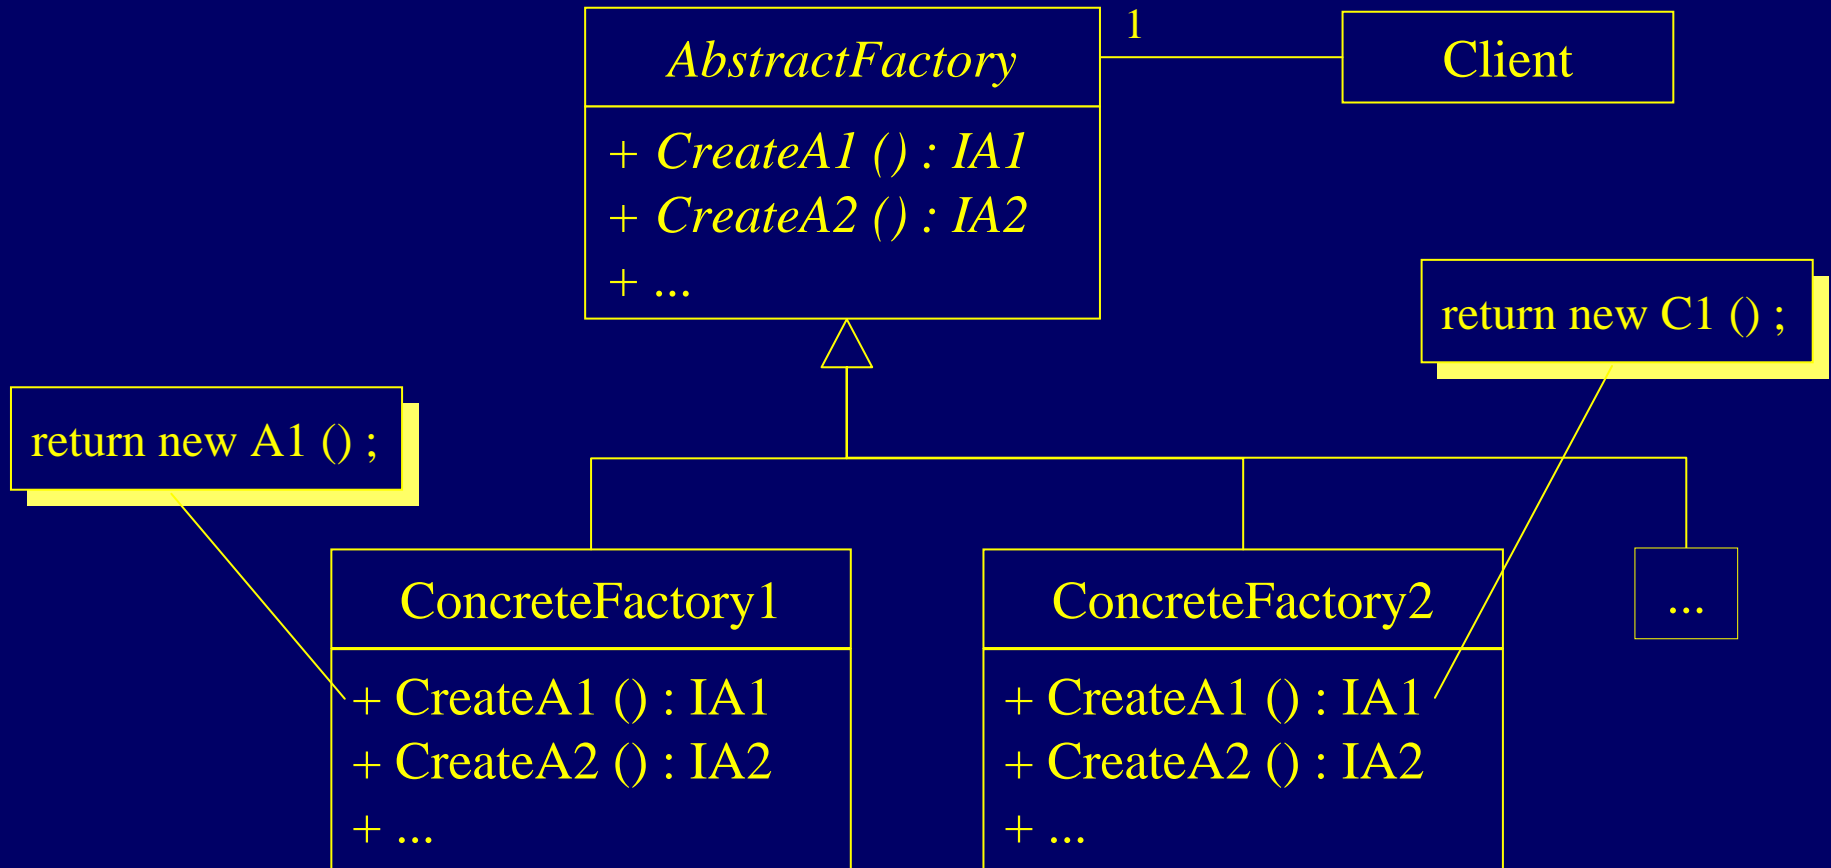 AbstractFactory
1
Client
+ CreateA1 () : IA1
+ CreateA2 () : IA2
+ ...
return new C1 () ;
return new A1 () ;
ConcreteFactory1
+ CreateA1 () : IA1
+ CreateA2 () : IA2
+ ...
ConcreteFactory2
+ CreateA1 () : IA1
+ CreateA2 () : IA2
+ ...
...